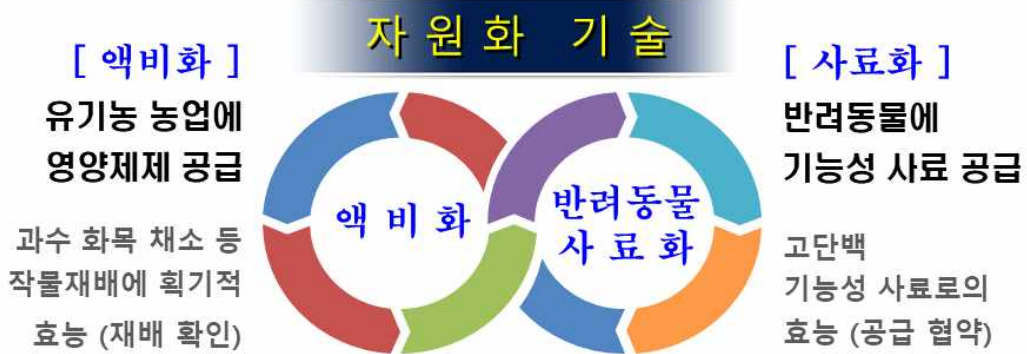 자원화 기술
[ 액비화 ]
유기농 농업에
영양제제 공급
과수 화목 채소 등
작물재배에 획기적
효능 (재배 확인)
액비화
반려동물
사료화
[ 사료화 ]
반려동물에
기능성 사료 공급
고단백
기능성 사료로의
효능 (공급 협약)